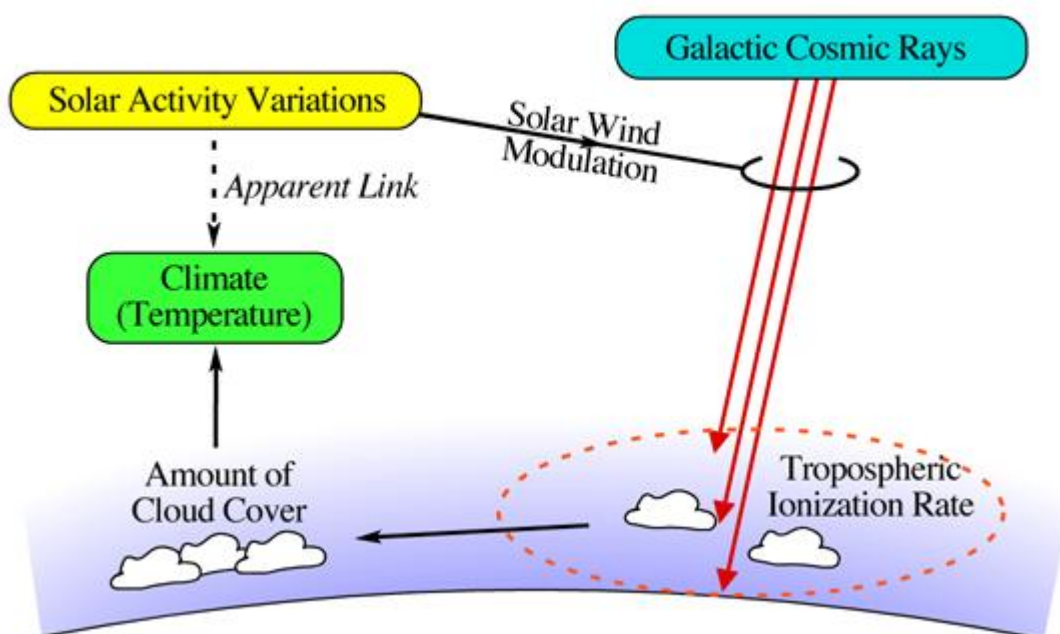 Galactic Cosmic Rays
Solar Activity Variations
Solar Wind
Modulation
Apparent Link
Climate
(Temperature)
Amount of
Cloud Cover
Tropospheric
Ionization Rate